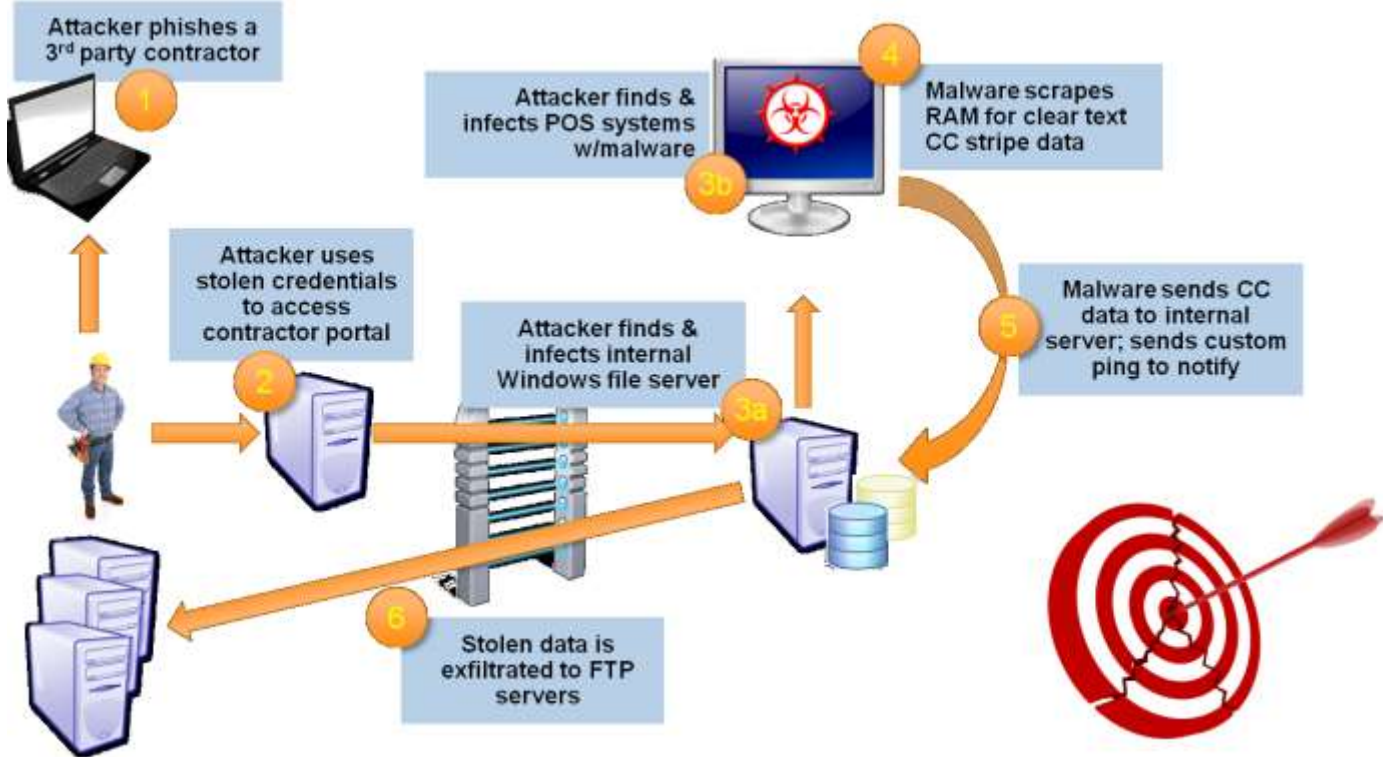 Attacker phishes a
3rd party contractor
1
Attacker uses
stolen credentials
to access
contractor portal
2
Attacker finds &
infects internal
Windows file server
3a
Attacker finds &
infects POS systems
w/malware
3b
4
Malware scrapes
RAM for clear text
CC stripe data
5
Malware sends CC
data to internal
server; sends custom
ping to notify
6
Stolen data is
exfiltrated to FTP
servers